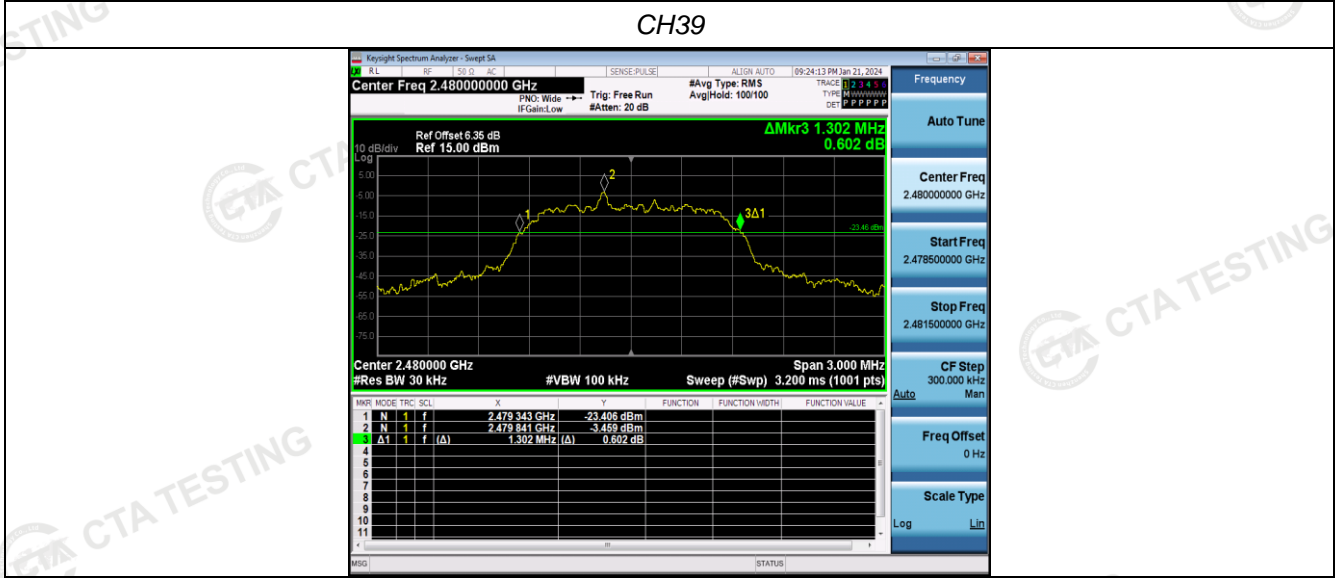 CH39
Keysight Spectrum Analyzer - Swept SA
RL RF 50 Ω AC SENSE:PULSE ALIGN AUTO 09:24:13 PM Jan 21, 2024
Center Freq 2.480000000 GHz
PNO: Wide
IFGain:Low
Trig: Free Run
#Atten: 20 dB
#Avg Type: RMS
Avg|Hold: 100/100
TRACE 1 2 3 4 5 6
TYPE M WWWWW
DET P P P P P P
Frequency
Auto Tune
Center Freq
2.480000000 GHz
Start Freq
2.478500000 GHz
Stop Freq
2.481500000 GHz
CF Step
300.000 kHz
Auto Man
Freq Offset
0 Hz
Scale Type
Log Lin
ΔMkr3 1.302 MHz
0.602 dB
Ref Offset 6.35 dB
10 dB/div Ref 15.00 dBm
Log
5.00
-5.00
-15.0
-25.0
-35.0
-45.0
-55.0
-65.0
-75.0
1
2
3Δ1
-23.46 dBm
Center 2.480000 GHz Span 3.000 MHz
#Res BW 30 kHz #VBW 100 kHz Sweep (#Swp) 3.200 ms (1001 pts)
MKR MODE TRC SCL X Y FUNCTION FUNCTION WIDTH FUNCTION VALUE
1 N 1 f 2.479 343 GHz -23.406 dBm
2 N 1 f 2.479 841 GHz -3.459 dBm
3 Δ1 1 f (Δ) 1.302 MHz (Δ) 0.602 dB
4
5
6
7
8
9
10
11
MSG STATUS
CTA TESTING
CTA TESTING